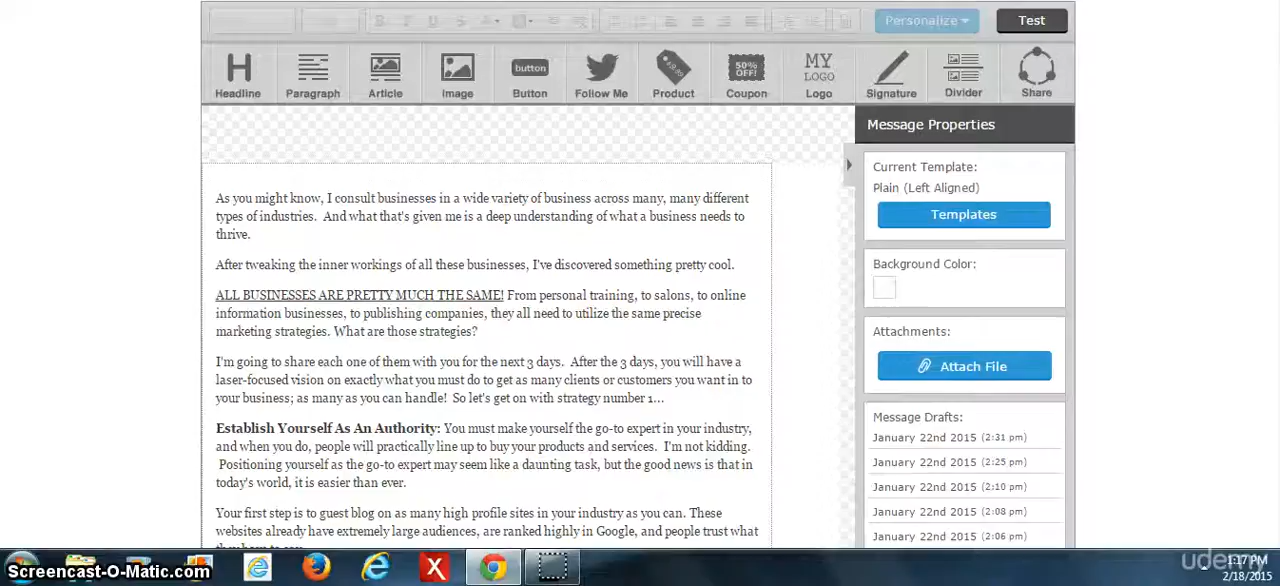 Personalize
Test
H
50% OFF!
button
MY LOGO
$9.99
Headline Paragraph Article Image Button Follow Me Product Coupon Logo Signature Divider Share
Message Properties
Current Template:
Plain (Left Aligned)
Templates
Background Color:
Attachments:
Attach File
Message Drafts:
January 22nd 2015 (2:31 pm)
January 22nd 2015 (2:25 pm)
January 22nd 2015 (2:10 pm)
January 22nd 2015 (2:08 pm)
January 22nd 2015 (2:06 pm)
As you might know, I consult businesses in a wide variety of business across many, many different
types of industries.  And what that's given me is a deep understanding of what a business needs to
thrive.
After tweaking the inner workings of all these businesses, I've discovered something pretty cool.
ALL BUSINESSES ARE PRETTY MUCH THE SAME! From personal training, to salons, to online
information businesses, to publishing companies, they all need to utilize the same precise
marketing strategies. What are those strategies?
I'm going to share each one of them with you for the next 3 days.  After the 3 days, you will have a
laser-focused vision on exactly what you must do to get as many clients or customers you want in to
your business; as many as you can handle!  So let's get on with strategy number 1...
Establish Yourself As An Authority: You must make yourself the go-to expert in your industry,
and when you do, people will practically line up to buy your products and services.  I'm not kidding.
Positioning yourself as the go-to expert may seem like a daunting task, but the good news is that in
today's world, it is easier than ever.
Your first step is to guest blog on as many high profile sites in your industry as you can. These
websites already have extremely large audiences, are ranked highly in Google, and people trust what
Screencast-O-Matic.com
udemy
1:17 PM
2/18/2015